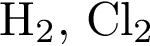 H₂, Cl₂